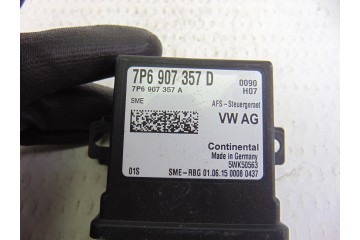 7P6 907 357 D 0090
7P6 907 357 A H07
SME AFS-Steuergeraet
VW AG
Continental
Made in Germany
5WK50563
01S SME-RBG 01.06.15 0008 0437